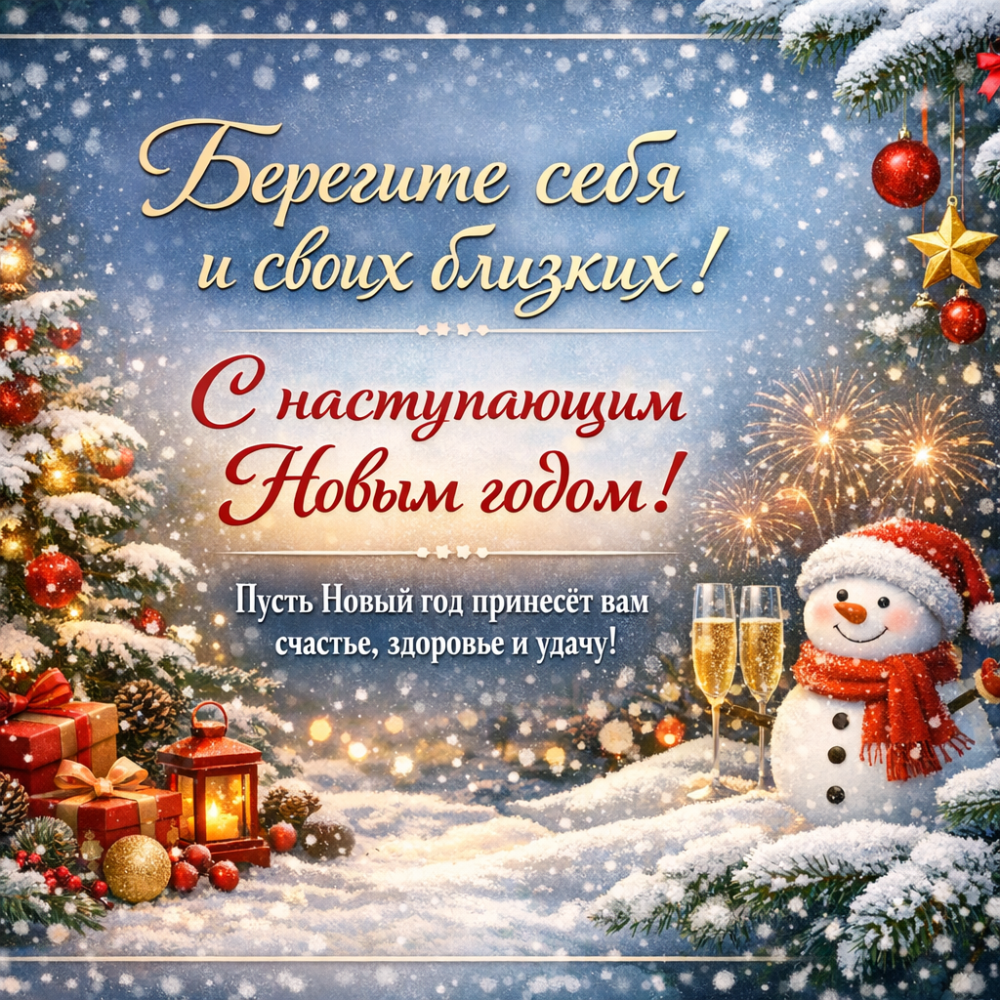 Берегите себя
и своих близких!
С наступающим
Новым годом!
Пусть Новый год принесёт вам
счастье, здоровье и удачу!